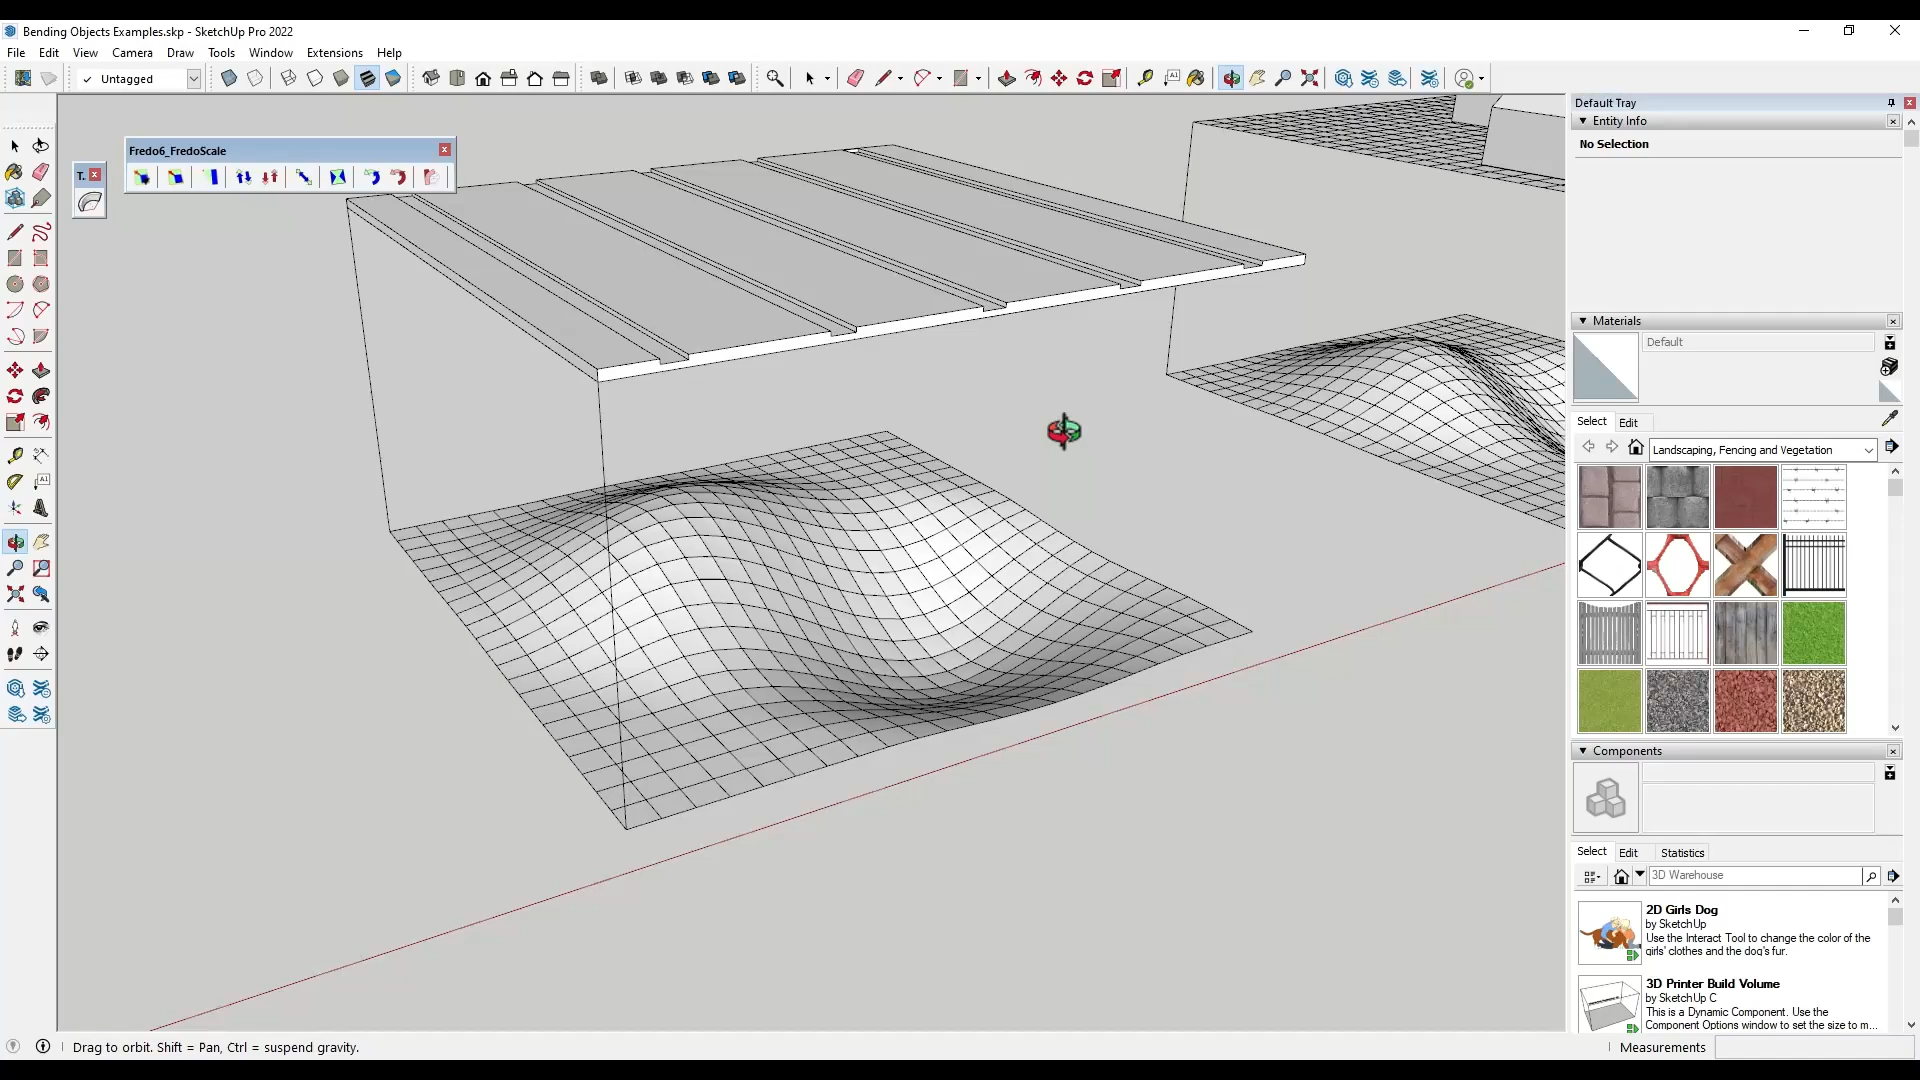 Bending Objects Examples.skp - SketchUp Pro 2022
File Edit View Camera Draw Tools Window Extensions Help
Untagged
Default Tray
Entity Info
No Selection
Fredo6_FredoScale
T.
Materials
Default
Select Edit
Landscaping, Fencing and Vegetation
Components
Select Edit Statistics
3D Warehouse
2D Girls Dog
by SketchUp
Use the Interact Tool to change the color of the
girls' clothes and the dog's fur.
3D Printer Build Volume
by SketchUp C
This is a Dynamic Component. Use the
Component Options window to set the size to m...
Drag to orbit. Shift = Pan, Ctrl = suspend gravity.
Measurements